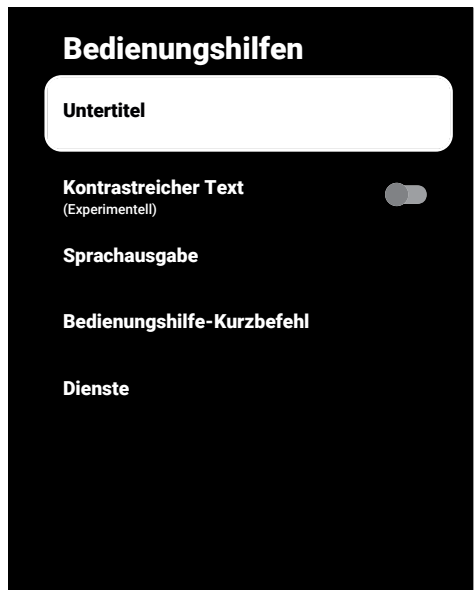 Bedienungshilfen
Untertitel
Kontrastreicher Text
(Experimentell)
Sprachausgabe
Bedienungshilfe-Kurzbefehl
Dienste